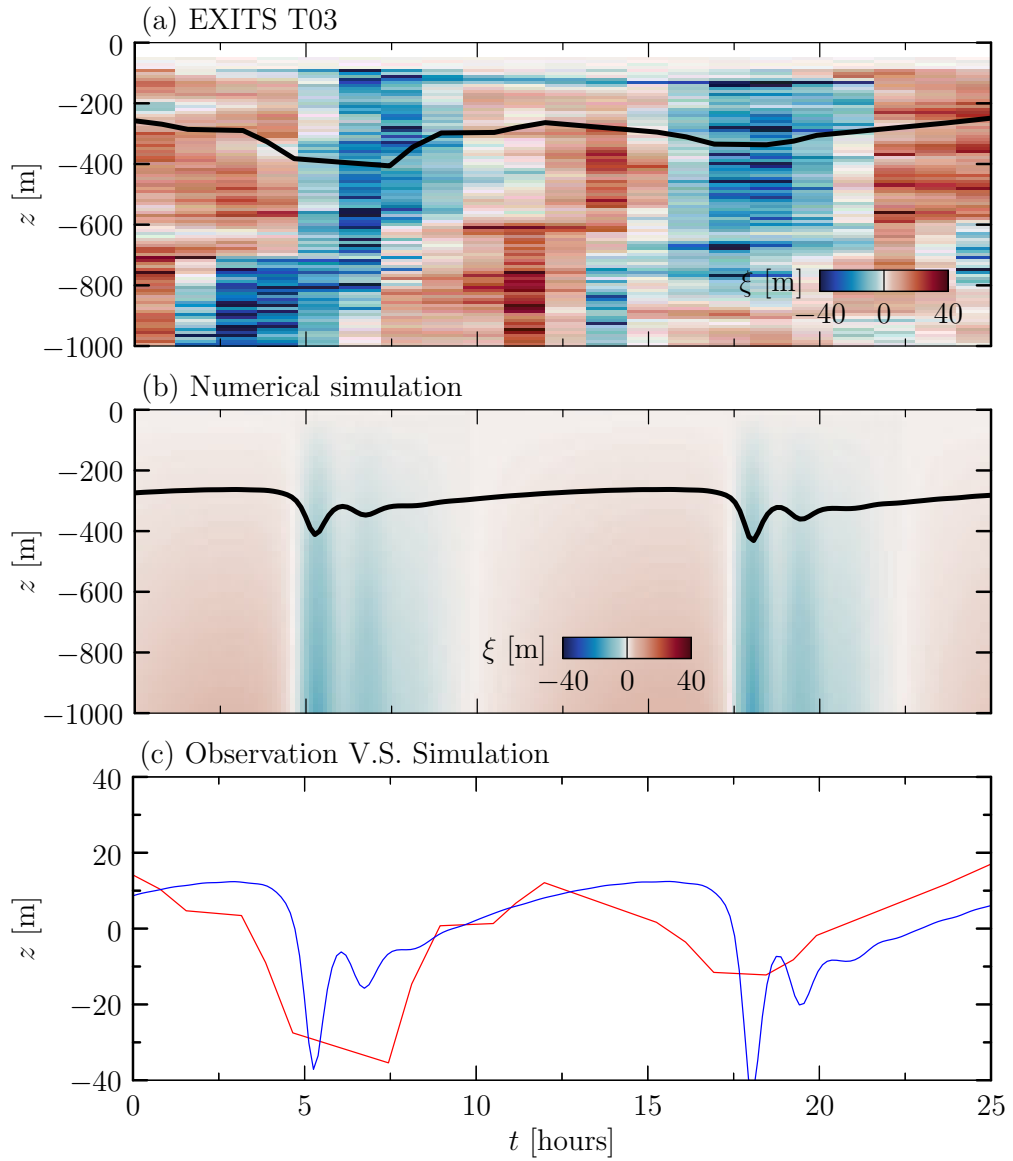 (a) EXITS T03
0
−200
−400
−600
−800
−1000
z [m]
ξ [m]
−40 0 40
(b) Numerical simulation
0
−200
−400
−600
−800
−1000
z [m]
ξ [m]
−40 0 40
(c) Observation V.S. Simulation
40
20
0
−20
−40
z [m]
0 5 10 15 20 25
t [hours]